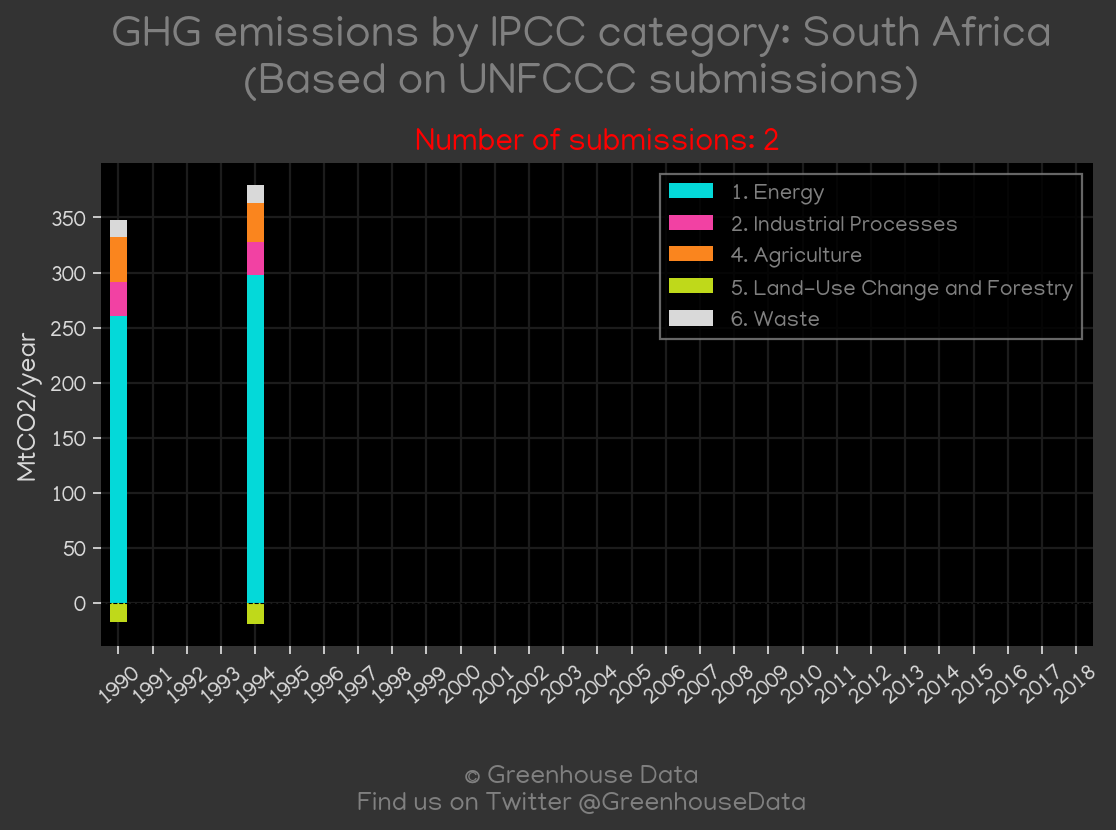 GHG emissions by IPCC category: South Africa
(Based on UNFCCC submissions)
Number of submissions: 2
1. Energy
2. Industrial Processes
4. Agriculture
5. Land-Use Change and Forestry
6. Waste
MtCO2/year
350
300
250
200
150
100
50
0
1990 1991 1992 1993 1994 1995 1996 1997 1998 1999 2000 2001 2002 2003 2004 2005 2006 2007 2008 2009 2010 2011 2012 2013 2014 2015 2016 2017 2018
© Greenhouse Data
Find us on Twitter @GreenhouseData